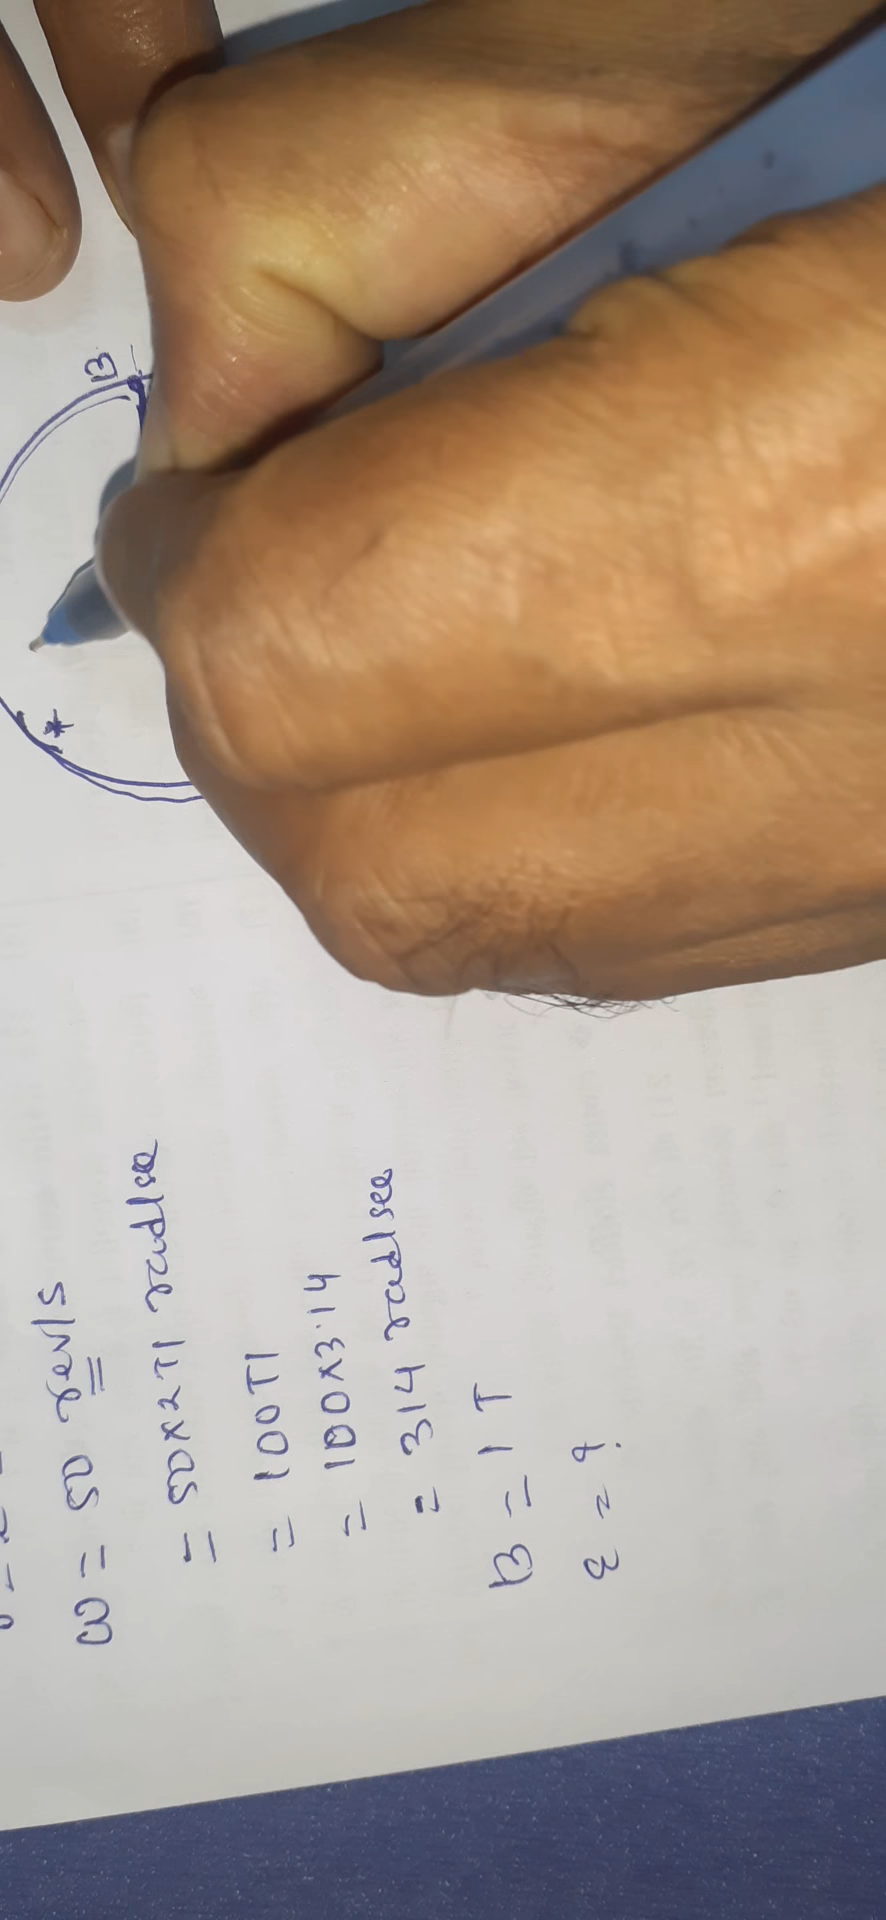 ω = 50 rev/s
= 50×2π rad/sec
= 100π
= 100×3.14
= 314 rad/sec
B = 1 T
ε = ?
B
*